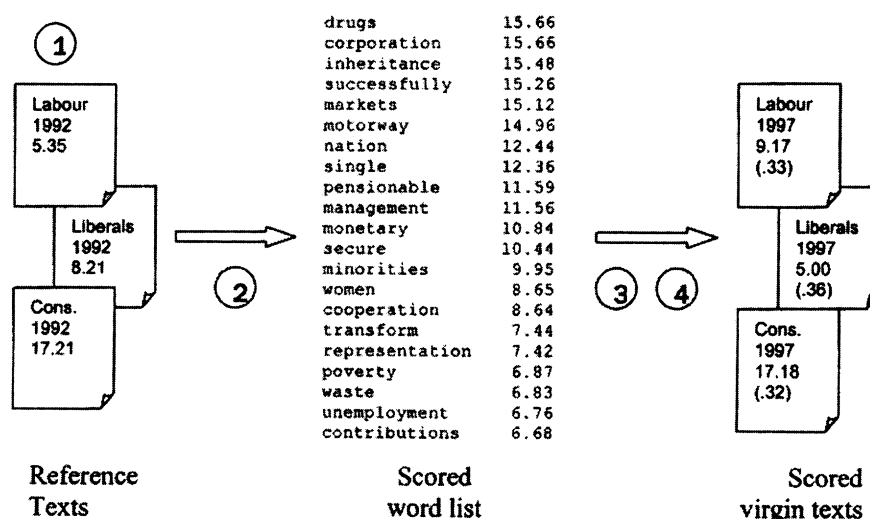 1
Labour
1992
5.35
Liberals
1992
8.21
Cons.
1992
17.21
Reference
Texts
2
drugs 15.66
corporation 15.66
inheritance 15.48
successfully 15.26
markets 15.12
motorway 14.96
nation 12.44
single 12.36
pensionable 11.59
management 11.56
monetary 10.84
secure 10.44
minorities 9.95
women 8.65
cooperation 8.64
transform 7.44
representation 7.42
poverty 6.87
waste 6.83
unemployment 6.76
contributions 6.68
Scored
word list
3 4
Labour
1997
9.17
(.33)
Liberals
1997
5.00
(.36)
Cons.
1997
17.18
(.32)
Scored
virgin texts